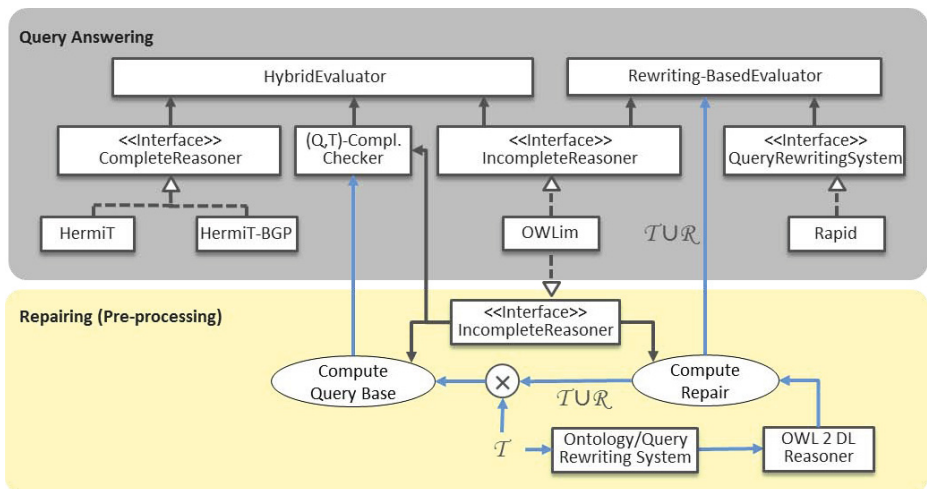 Query Answering
HybridEvaluator
Rewriting-BasedEvaluator
<<Interface>>
CompleteReasoner
(Q,T)-Compl.
Checker
<<Interface>>
IncompleteReasoner
<<Interface>>
QueryRewritingSystem
HermiT
HermiT-BGP
OWLim
𝒯∪ℛ
Rapid
Repairing (Pre-processing)
<<Interface>>
IncompleteReasoner
Compute
Query Base
×
𝒯∪ℛ
Compute
Repair
𝒯
Ontology/Query
Rewriting System
OWL 2 DL
Reasoner